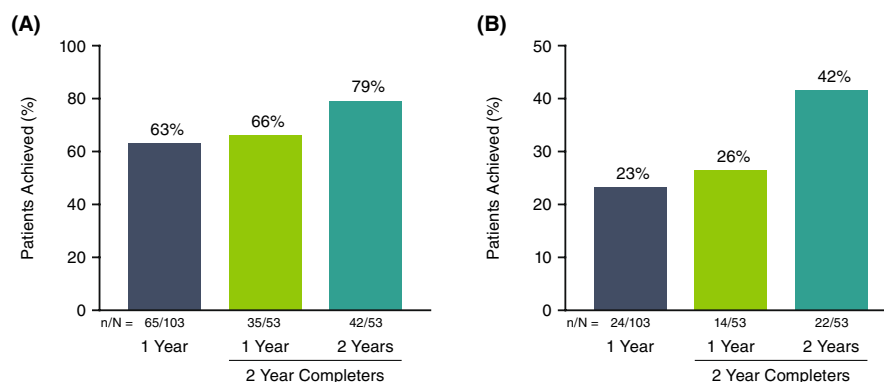 (A)
Patients Achieved (%)
100
80
60
40
20
0
63%
66%
79%
n/N = 65/103 35/53 42/53
1 Year 1 Year 2 Years
2 Year Completers
(B)
Patients Achieved (%)
50
40
30
20
10
0
23%
26%
42%
n/N = 24/103 14/53 22/53
1 Year 1 Year 2 Years
2 Year Completers